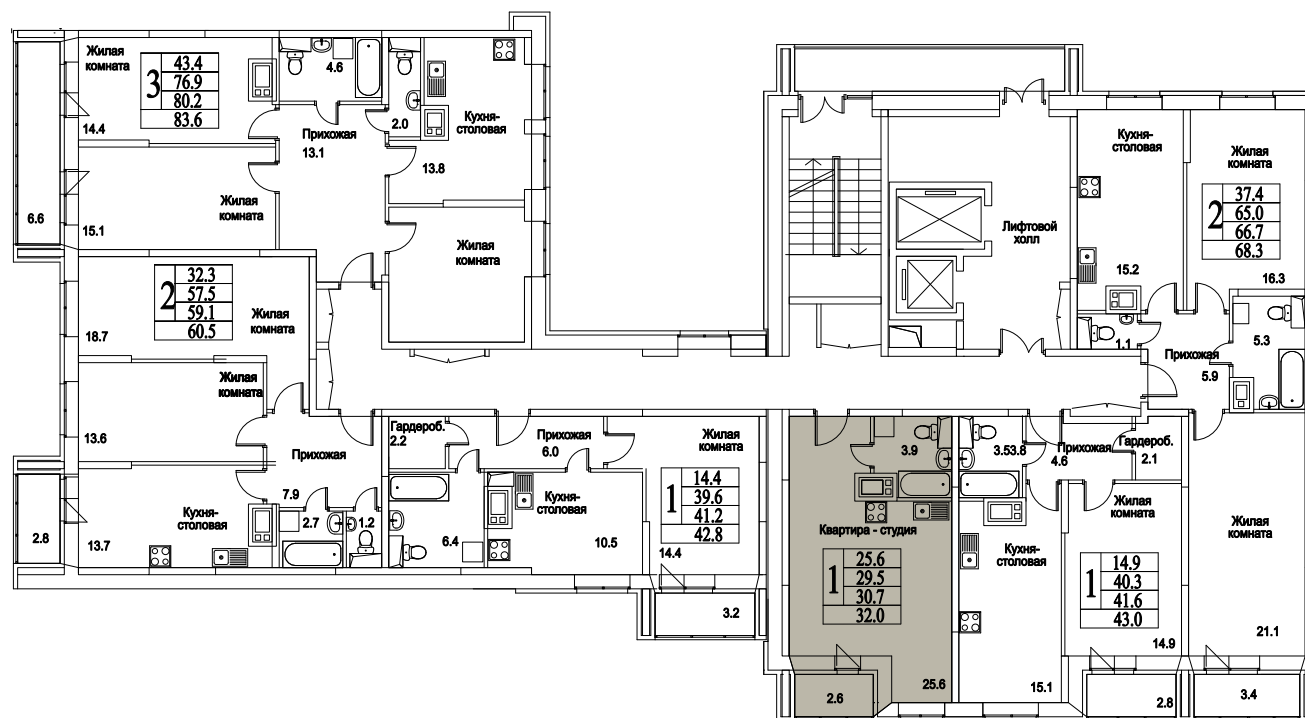 Жилая
комната
14.4
3
43.4
76.9
80.2
83.6
4.6
2.0
Кухня-
столовая
13.8
Прихожая
13.1
6.6
Жилая
комната
15.1
Жилая
комната
2
32.3
57.5
59.1
60.5
18.7
Жилая
комната
Жилая
комната
13.6
Прихожая
7.9
Кухня-
столовая
13.7
2.8
2.7
1.2
Гардероб.
2.2
Прихожая
6.0
Жилая
комната
1
14.4
39.6
41.2
42.8
14.4
Кухня-
столовая
10.5
6.4
3.2
Лифтовой
холл
Кухня-
столовая
15.2
Жилая
комната
2
37.4
65.0
66.7
68.3
16.3
1.1
Прихожая
5.9
5.3
3.9
Квартира - студия
1
25.6
29.5
30.7
32.0
2.6
25.6
3.53.8
Прихожая
4.6
Гардероб.
2.1
Жилая
комната
Кухня-
столовая
1
14.9
40.3
41.6
43.0
14.9
15.1
2.8
Жилая
комната
21.1
3.4